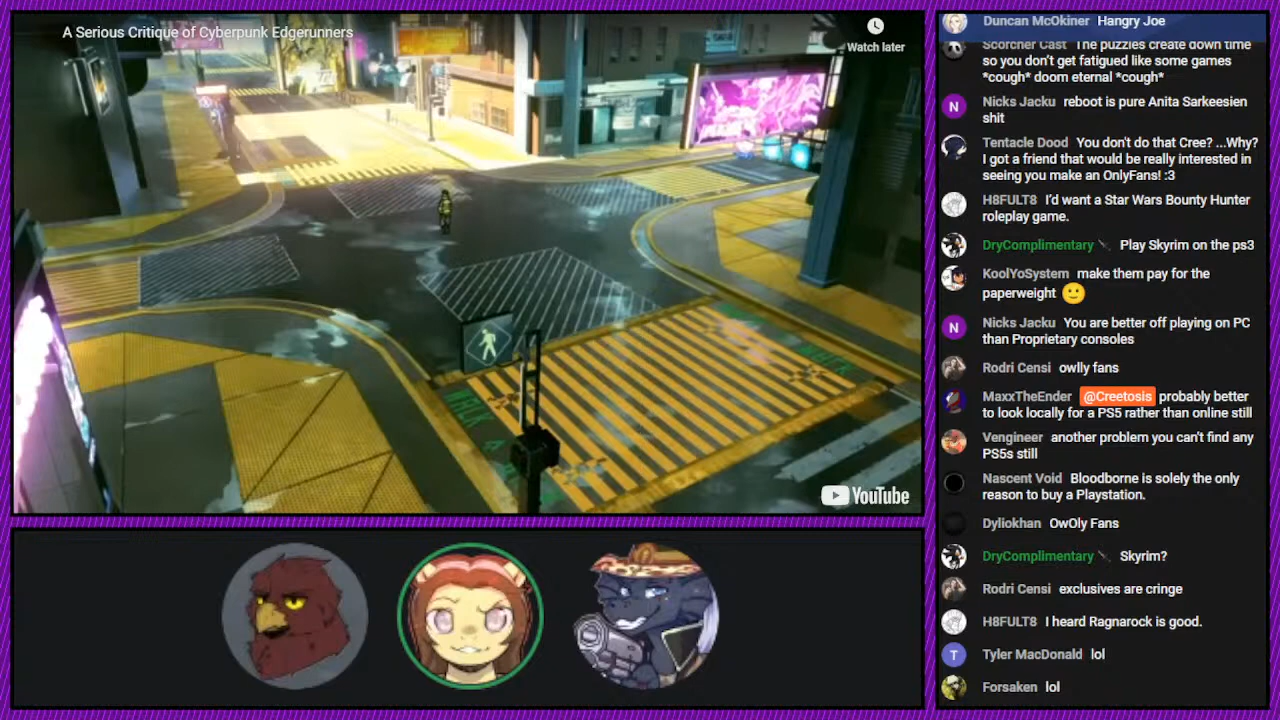 A Serious Critique of Cyberpunk Edgerunners
Watch later
WALK
YouTube
Duncan McOkiner Hangry Joe
Scorcher Cast The puzzles create down time
so you don't get fatigued like some games
*cough* doom eternal *cough*
N
Nicks Jacku reboot is pure Anita Sarkeesien
shit
Tentacle Dood You don't do that Cree? ...Why?
I got a friend that would be really interested in
seeing you make an OnlyFans! :3
H8FULT8 I'd want a Star Wars Bounty Hunter
roleplay game.
DryComplimentary Play Skyrim on the ps3
KoolYoSystem make them pay for the
paperweight
N
Nicks Jacku You are better off playing on PC
than Proprietary consoles
Rodri Censi owlly fans
MaxxTheEnder @Creetosis probably better
to look locally for a PS5 rather than online still
Vengineer another problem you can't find any
PS5s still
Nascent Void Bloodborne is solely the only
reason to buy a Playstation.
Dyliokhan OwOly Fans
DryComplimentary Skyrim?
Rodri Censi exclusives are cringe
H8FULT8 I heard Ragnarock is good.
T
Tyler MacDonald lol
Forsaken lol